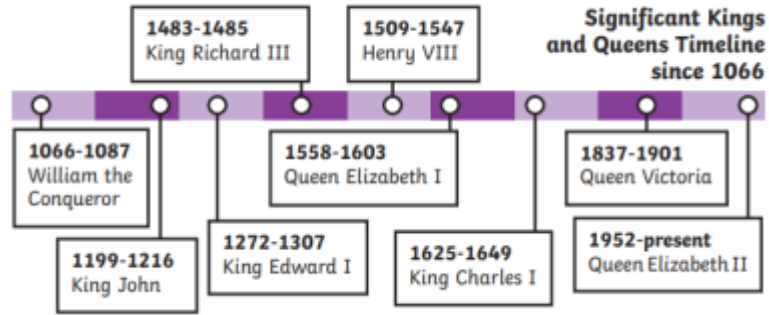 Significant Kings
and Queens Timeline
since 1066
1066-1087
William the
Conqueror
1199-1216
King John
1272-1307
King Edward I
1483-1485
King Richard III
1509-1547
Henry VIII
1558-1603
Queen Elizabeth I
1625-1649
King Charles I
1837-1901
Queen Victoria
1952-present
Queen Elizabeth II